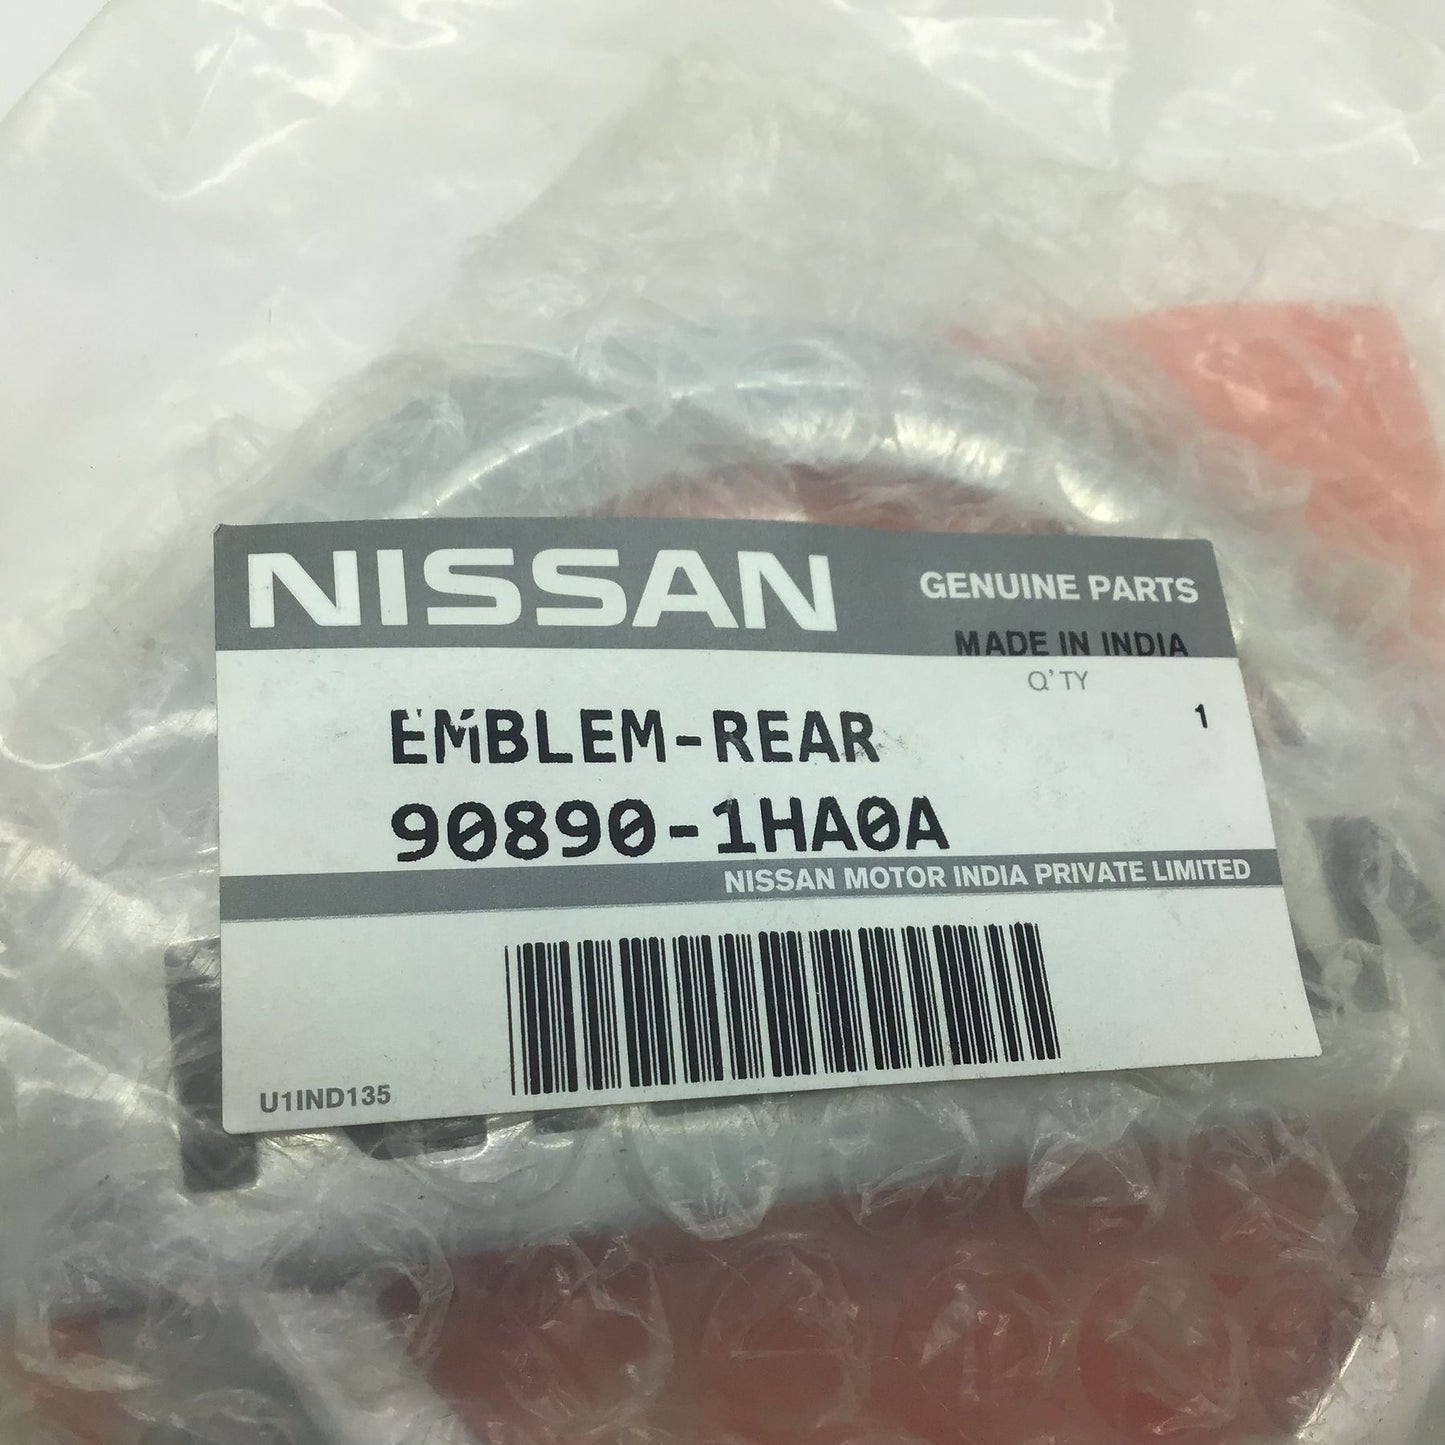 NISSAN
GENUINE PARTS
MADE IN INDIA
Q'TY
1
EMBLEM-REAR
90890-1HA0A
NISSAN MOTOR INDIA PRIVATE LIMITED
U1IND135